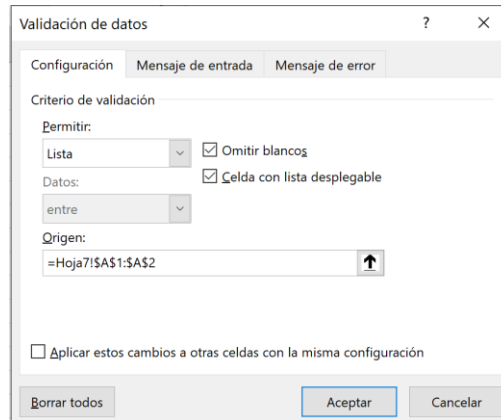 Validación de datos ? ×
Configuración Mensaje de entrada Mensaje de error
Criterio de validación
Permitir:
Lista Omitir blancos
Datos: Celda con lista desplegable
entre
Origen:
=Hoja7!$A$1:$A$2
Aplicar estos cambios a otras celdas con la misma configuración
Borrar todos Aceptar Cancelar